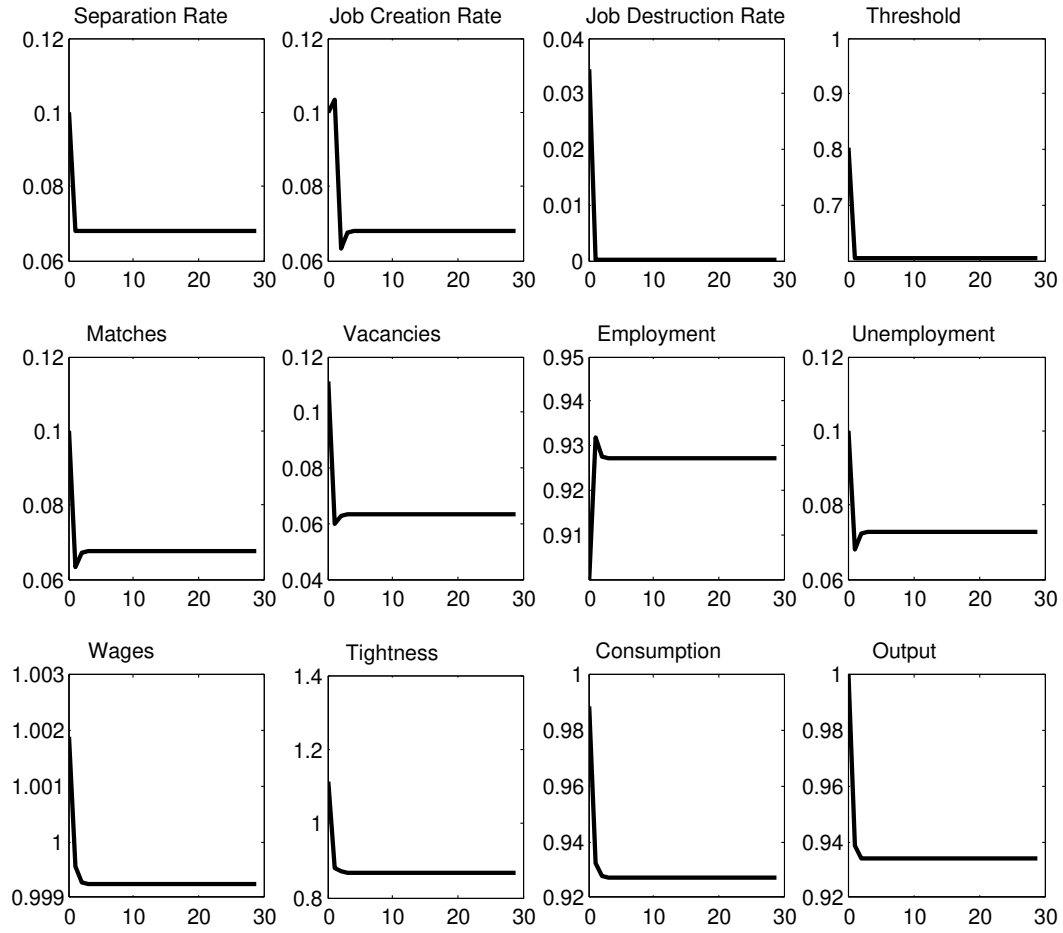 Separation Rate
Job Creation Rate
Job Destruction Rate
Threshold
0.12
0.1
0.08
0.06
0 10 20 30
0.12
0.1
0.08
0.06
0 10 20 30
0.04
0.03
0.02
0.01
0
0 10 20 30
1
0.9
0.8
0.7
0 10 20 30
Matches
Vacancies
Employment
Unemployment
0.12
0.1
0.08
0.06
0 10 20 30
0.12
0.1
0.08
0.06
0.04
0 10 20 30
0.95
0.94
0.93
0.92
0.91
0 10 20 30
0.12
0.1
0.08
0.06
0 10 20 30
Wages
Tightness
Consumption
Output
1.003
1.002
1.001
1
0.999
0 10 20 30
1.4
1.2
1
0.8
0 10 20 30
1
0.98
0.96
0.94
0.92
0 10 20 30
1
0.98
0.96
0.94
0.92
0 10 20 30